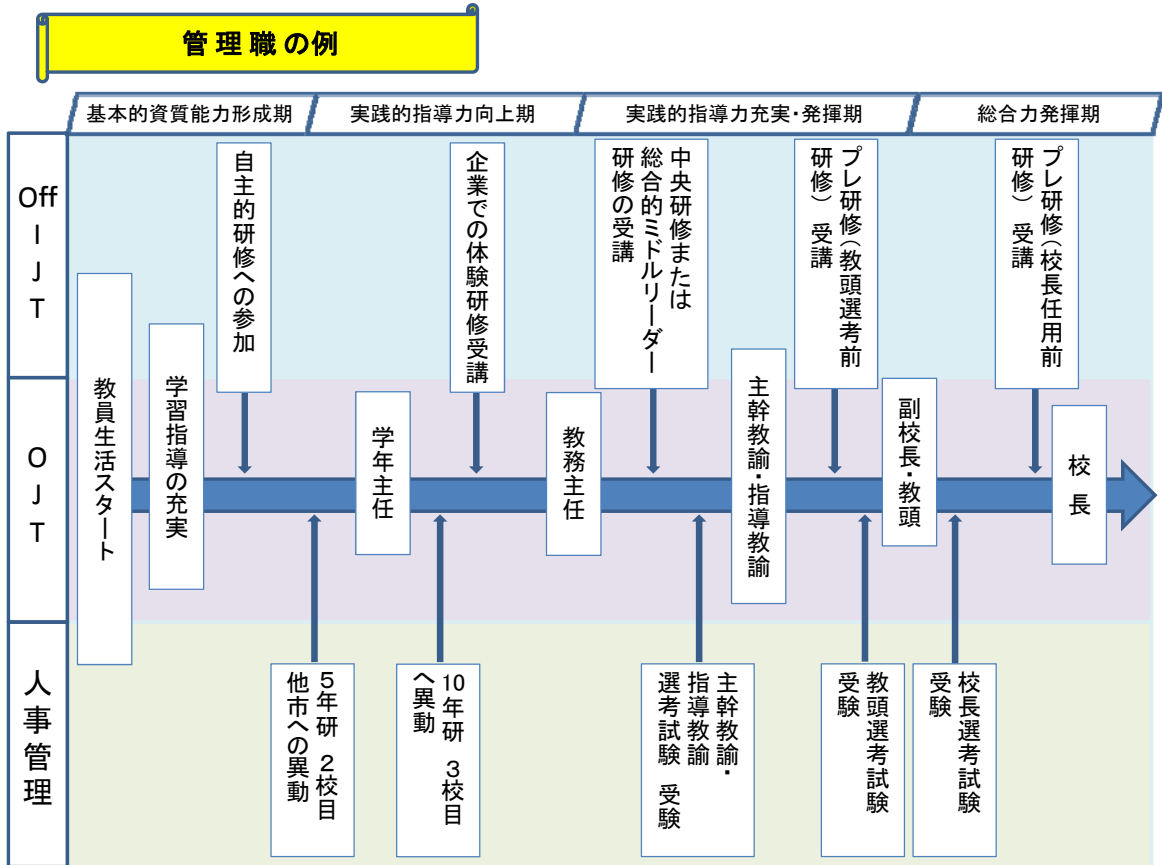 管理職の例
基本的資質能力形成期
実践的指導力向上期
実践的指導力充実・発揮期
総合力発揮期
Off
ー
J
T
自主的研修への参加
企業での体験研修受講
中央研修または
総合的ミドルリーダー
研修の受講
プレ研修(教頭選考前
研修) 受講
プレ研修(校長任用前
研修) 受講
O
J
T
教員生活スタート
学習指導の充実
学年主任
教務主任
主幹教諭・指導教諭
副校長・教頭
校長
人
事
管
理
5年研 2校目
他市への異動
10年研 3校目
へ異動
主幹教諭・
指導教諭
選考試験 受験
教頭選考試験
受験
校長選考試験
受験